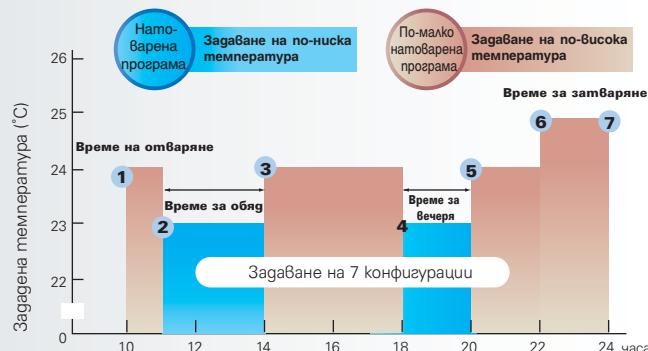 Нато-
варена
програма
Задаване на по-ниска
температура
По-малко
натоварена
програма
Задаване на по-висока
температура
Зададена температура (˚C)
26
25
24
23
22
0
Време на отваряне
Време за обяд
Време за
вечеря
Време за затваряне
1
2
3
4
5
6
7
Задаване на 7 конфигурации
10 12 14 16 18 20 22 24 часа